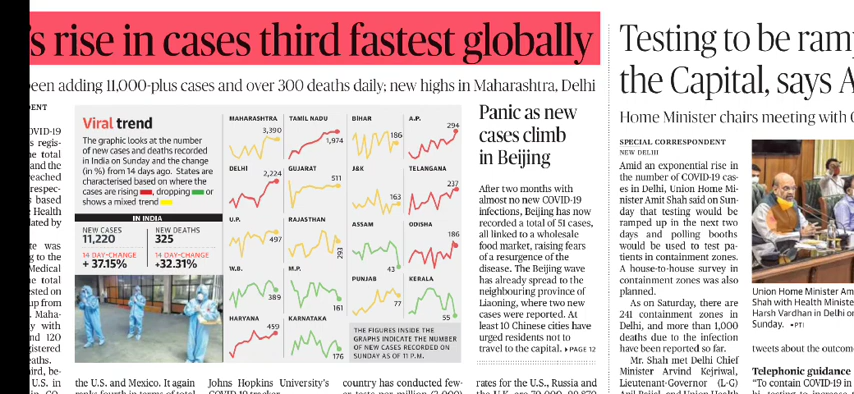 's rise in cases third fastest globally
been adding 11,000-plus cases and over 300 deaths daily; new highs in Maharashtra, Delhi
Viral trend
The graphic looks at the number
of new cases and deaths recorded
in India on Sunday and the change
(in %) from 14 days ago. States are
characterised based on where the
cases are rising , dropping or
shows a mixed trend
IN INDIA
NEW CASES
11,220
NEW DEATHS
325
14 DAY-CHANGE
+ 37.15%
14 DAY-CHANGE
+32.31%
MAHARASHTRA
3,390
TAMIL NADU
1,974
BIHAR
186
A.P.
294
DELHI
2,224
GUJARAT
511
J&K
163
TELANGANA
237
U.P.
497
RAJASTHAN
293
ASSAM
43
ODISHA
186
W.B.
389
M.P.
161
PUNJAB
77
KERALA
55
HARYANA
459
KARNATAKA
176
THE FIGURES INSIDE THE
GRAPHS INDICATE THE NUMBER
OF NEW CASES RECORDED ON
SUNDAY AS OF 11 P.M.
the U.S. and Mexico. It again
Johns Hopkins University's
country has conducted few-
Panic as new
cases climb
in Beijing
After two months with
almost no new COVID-19
infections, Beijing has now
recorded a total of 51 cases,
all linked to a wholesale
food market, raising fears
of a resurgence of the
disease. The Beijing wave
has already spread to the
neighbouring province of
Liaoning, where two new
cases were reported. At
least 10 Chinese cities have
urged residents not to
travel to the capital. ▸PAGE 12
rates for the U.S., Russia and
Testing to be ram
the Capital, says A
Home Minister chairs meeting with
SPECIAL CORRESPONDENT
NEW DELHI
Amid an exponential rise in
the number of COVID-19 cas-
es in Delhi, Union Home Mi-
nister Amit Shah said on Sun-
day that testing would be
ramped up in the next two
days and polling booths
would be used to test pa-
tients in containment zones.
A house-to-house survey in
containment zones was also
planned.
As on Saturday, there are
241 containment zones in
Delhi, and more than 1,000
deaths due to the infection
have been reported so far.
Mr. Shah met Delhi Chief
Minister Arvind Kejriwal,
Lieutenant-Governor (L-G)
Union Home Minister Am
Shah with Health Ministe
Harsh Vardhan in Delhi on
Sunday. •PTI
tweets about the outcom
Telephonic guidance
"To contain COVID-19 in